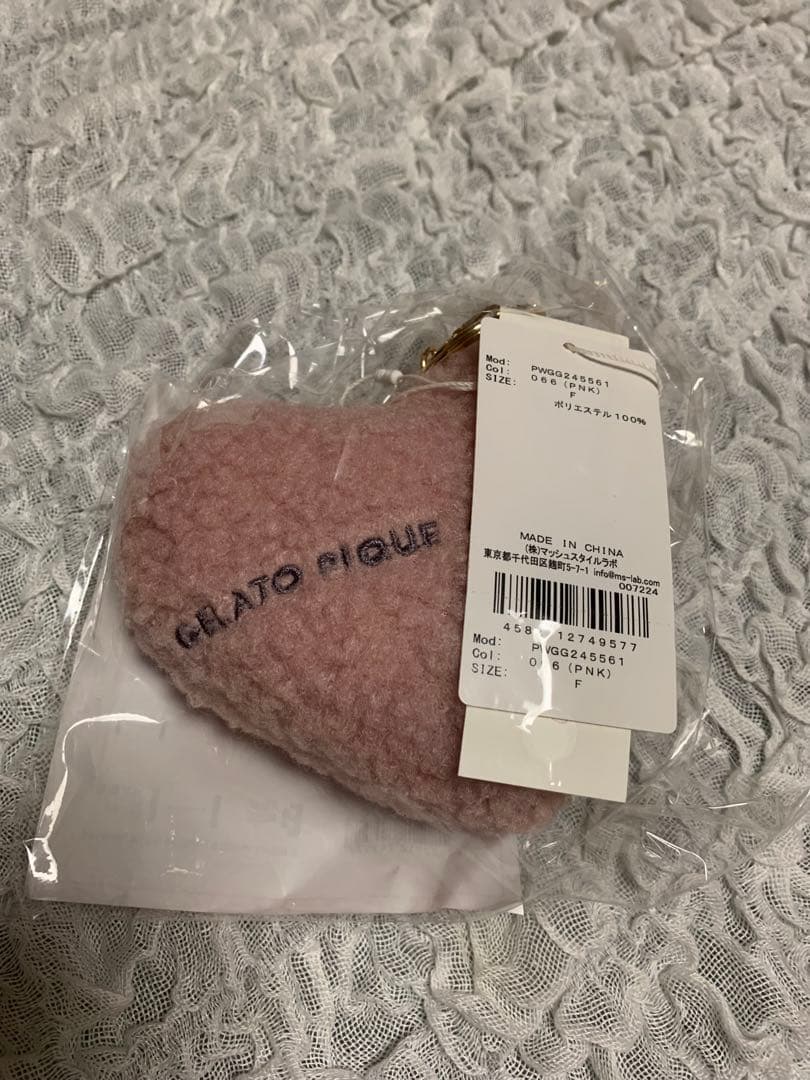 GELATO PIQUE
Mod: PWGG245561
Col: 066 (PNK)
SIZE: F
ポリエステル100%
MADE IN CHINA
(株)マッシュスタイルラボ
東京都千代田区麹町5-7-1 info@ms-lab.com
007224
12749577
Mod: PWGG245561
Col: 066 (PNK)
SIZE: F